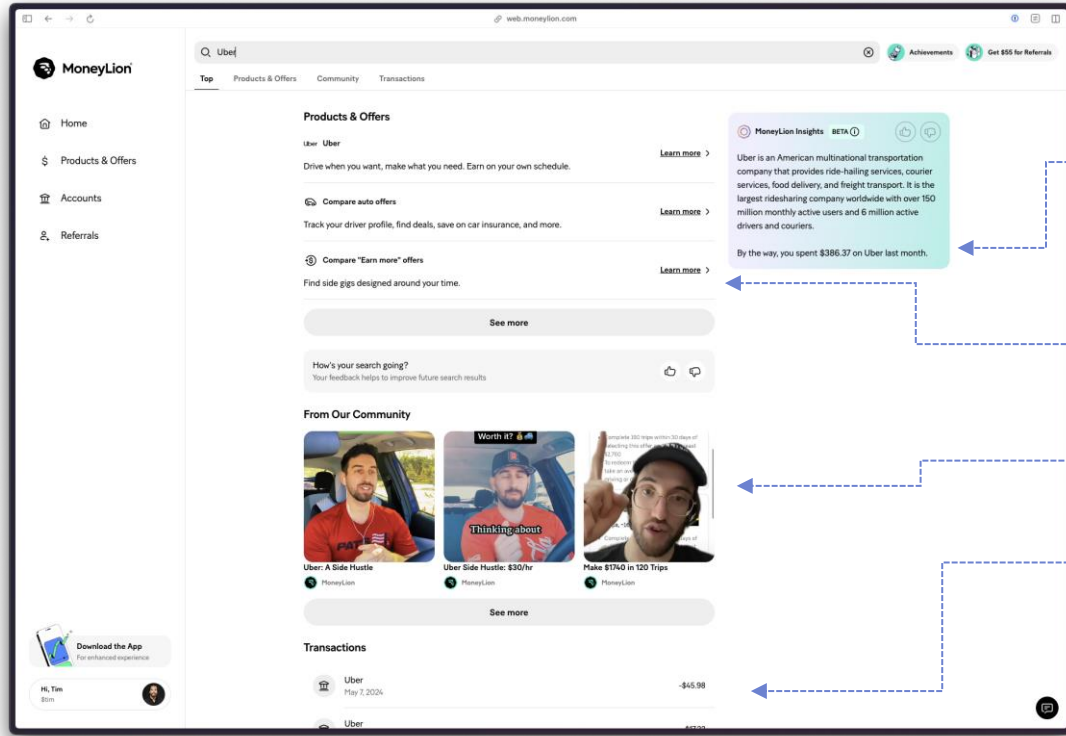 web.moneylion.com
MoneyLion
Uber
Achievements
Get $55 for Referrals
Top
Products & Offers
Community
Transactions
Home
Products & Offers
Accounts
Referrals
Products & Offers
Uber Uber
Learn more
Drive when you want, make what you need. Earn on your own schedule.
Compare auto offers
Learn more
Track your driver profile, find deals, save on car insurance, and more.
Compare "Earn more" offers
Learn more
Find side gigs designed around your time.
See more
MoneyLion Insights BETA
Uber is an American multinational transportation
company that provides ride-hailing services, courier
services, food delivery, and freight transport. It is the
largest ridesharing company worldwide with over 150
million monthly active users and 6 million active
drivers and couriers.
By the way, you spent $386.37 on Uber last month.
How's your search going?
Your feedback helps to improve future search results
From Our Community
Worth it?
Thinking about
Complete 150 trips within 30 days of
Uber: A Side Hustle
MoneyLion
Uber Side Hustle: $30/hr
MoneyLion
Make $1740 in 120 Trips
MoneyLion
See more
Transactions
Uber
May 7, 2024
-$45.98
Uber
Download the App
For enhanced experience
Hi, Tim
$tim